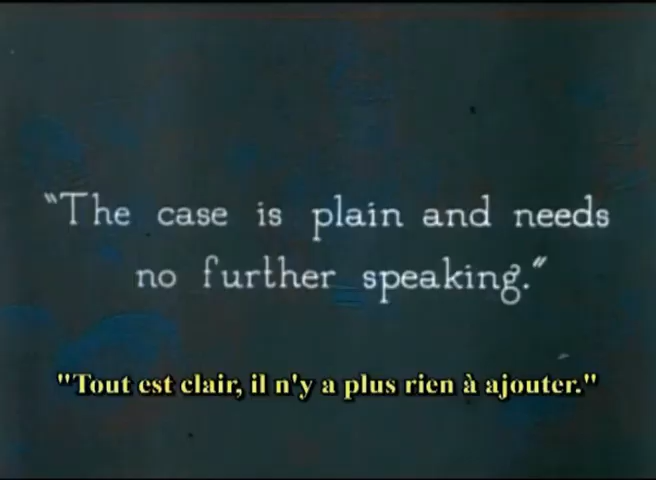 "The case is plain and needs
no further speaking."
"Tout est clair, il n'y a plus rien à ajouter."